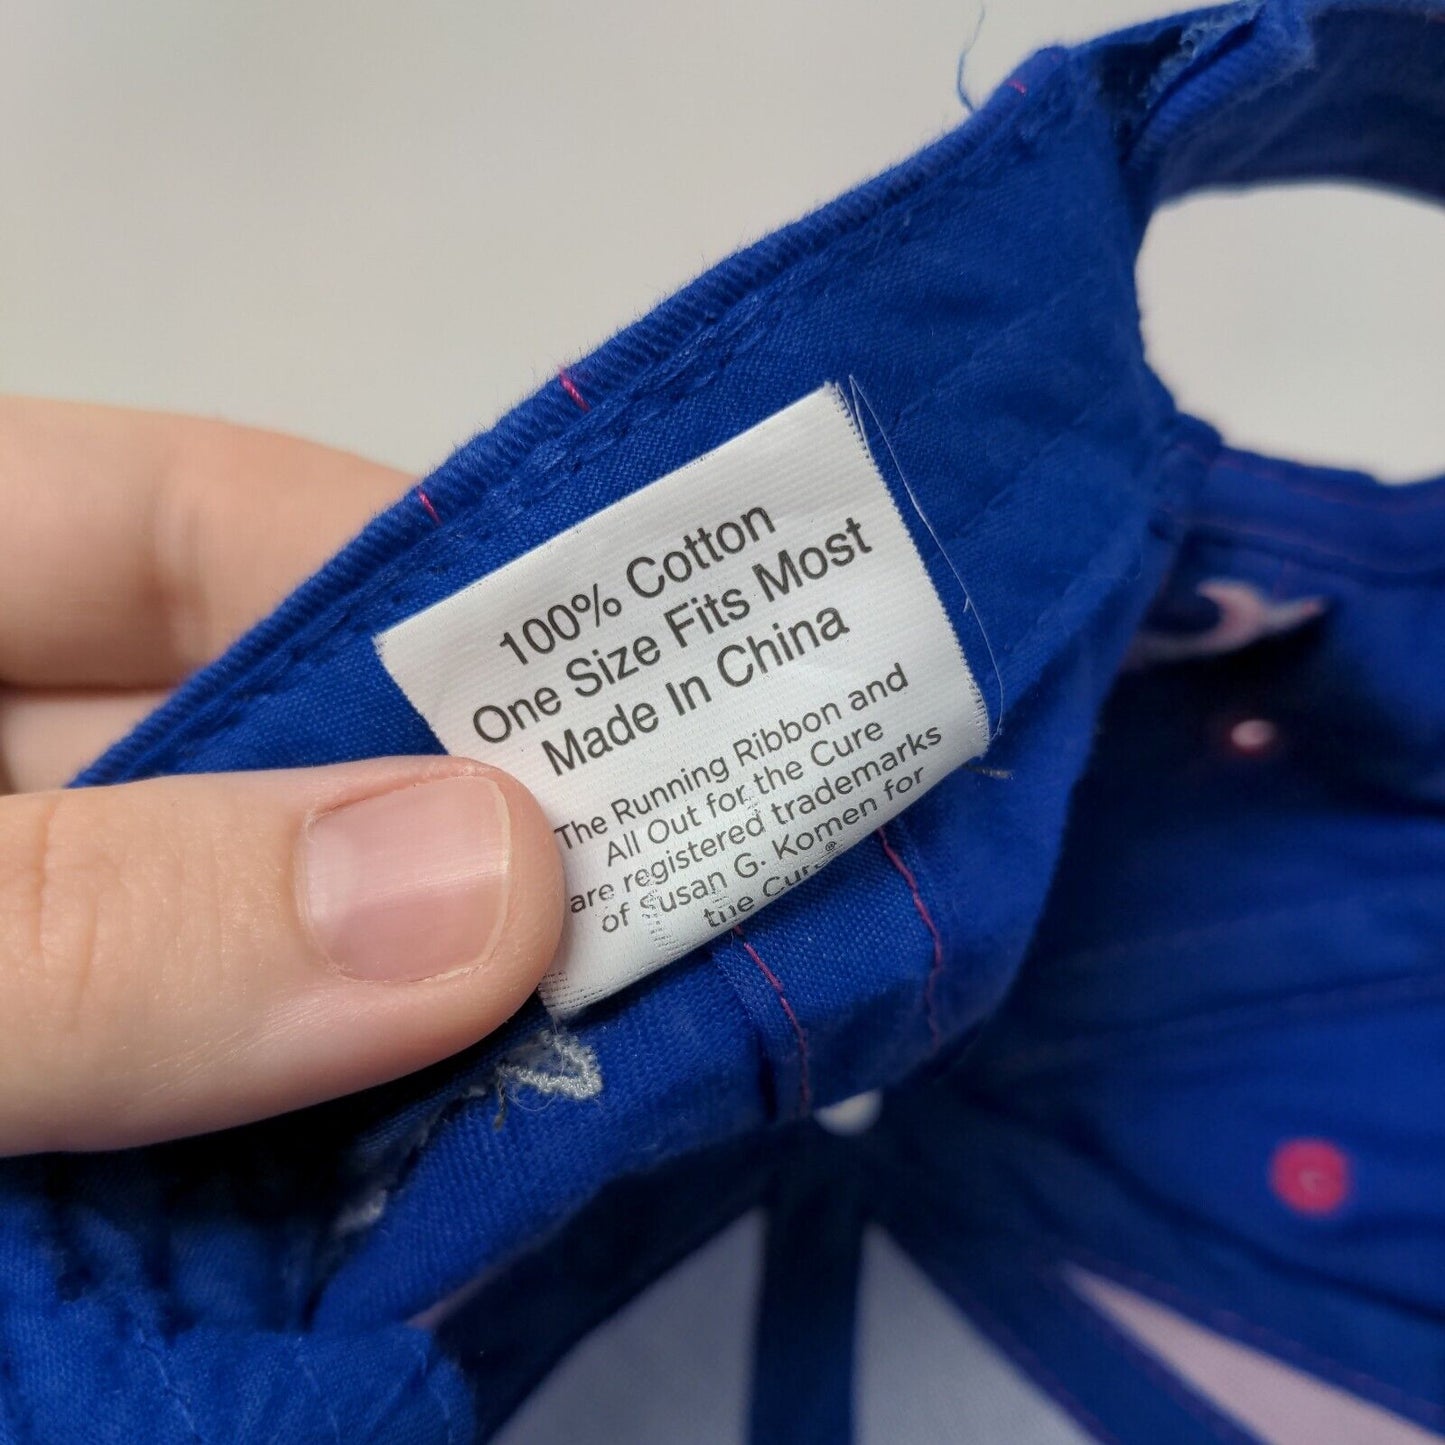 100% Cotton
One Size Fits Most
Made In China
The Running Ribbon and
All Out for the Cure
are registered trademarks
of Susan G. Komen for
the Cure®